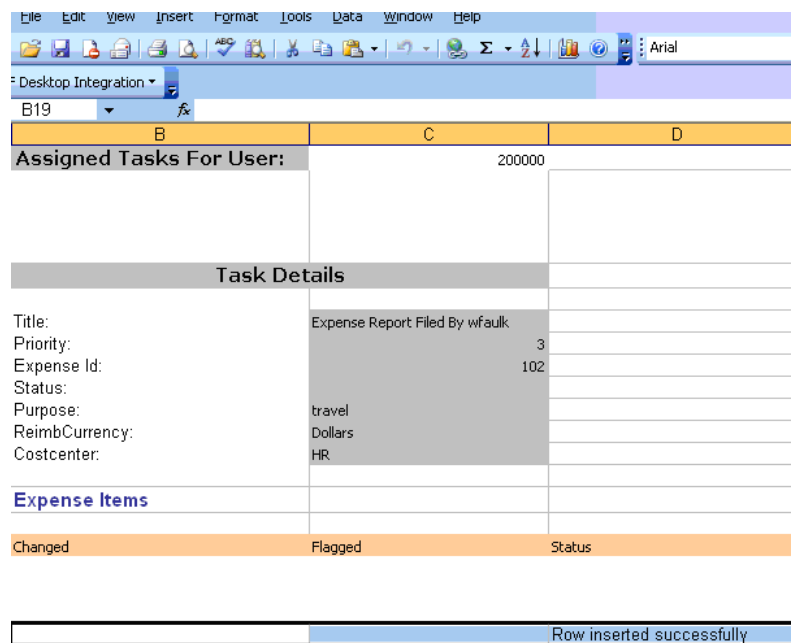 File Edit View Insert Format Tools Data Window Help
ABC Σ A Z Arial
Desktop Integration
B19 fx
B C D
Assigned Tasks For User: 200000
Task Details
Title: Expense Report Filed By wfaulk
Priority: 3
Expense Id: 102
Status:
Purpose: travel
ReimbCurrency: Dollars
Costcenter: HR
Expense Items
Changed Flagged Status
Row inserted successfully